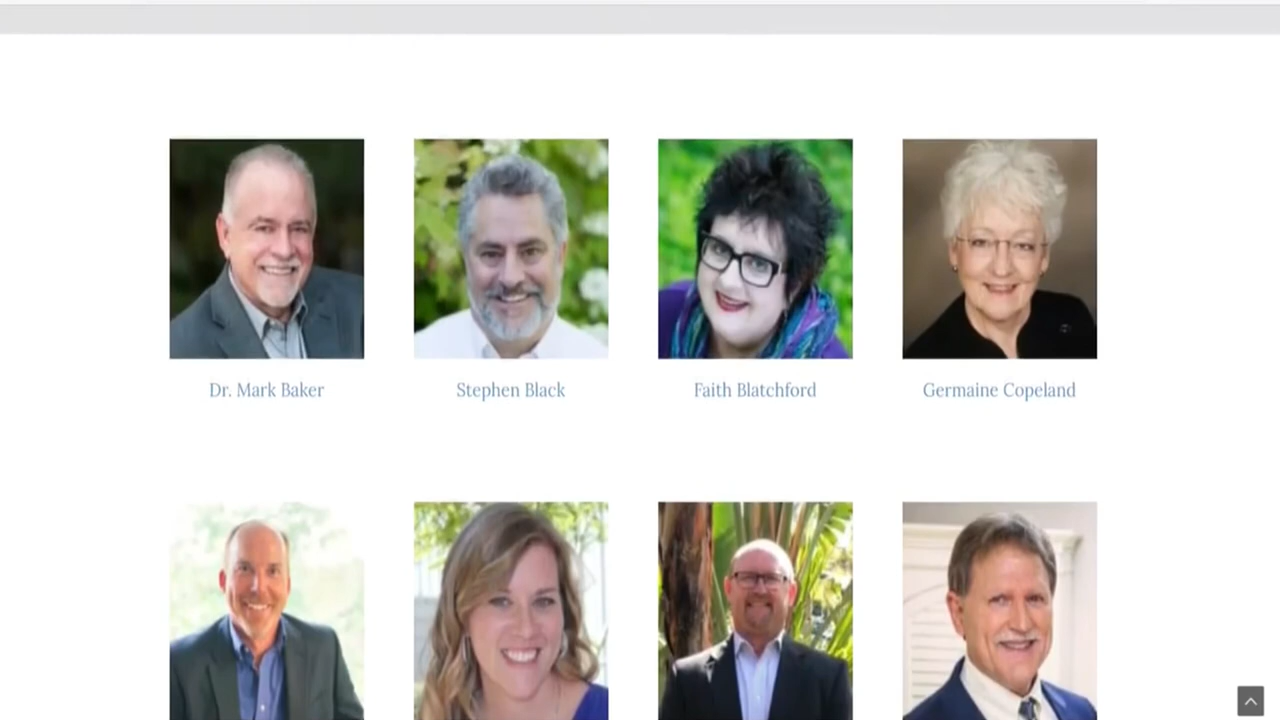 Dr. Mark Baker
Stephen Black
Faith Blatchford
Germaine Copeland